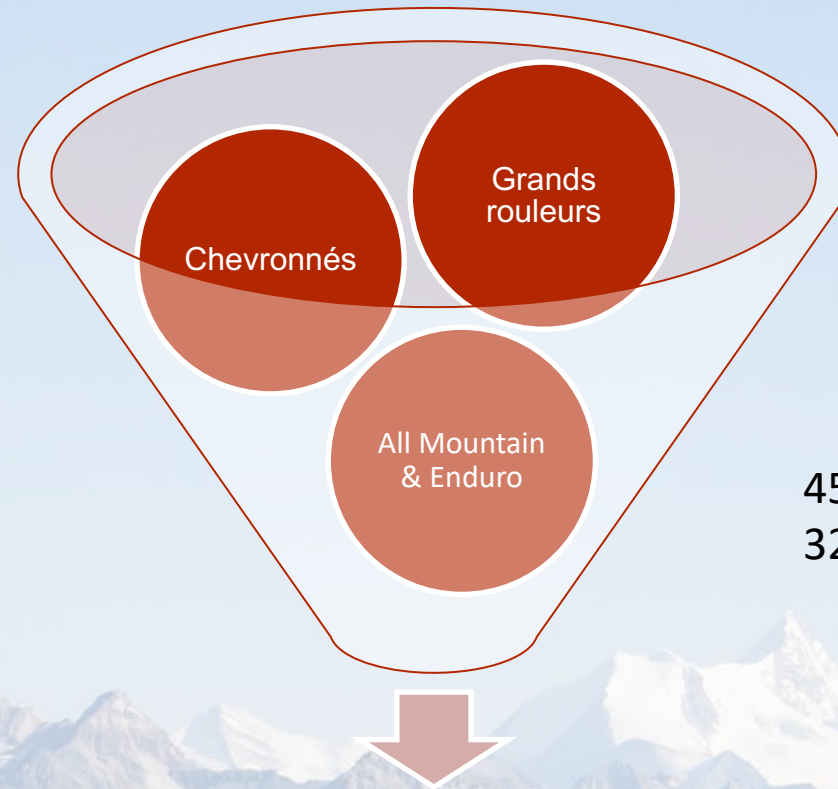 Grands
rouleurs
Chevronnés
All Mountain
& Enduro
45
32